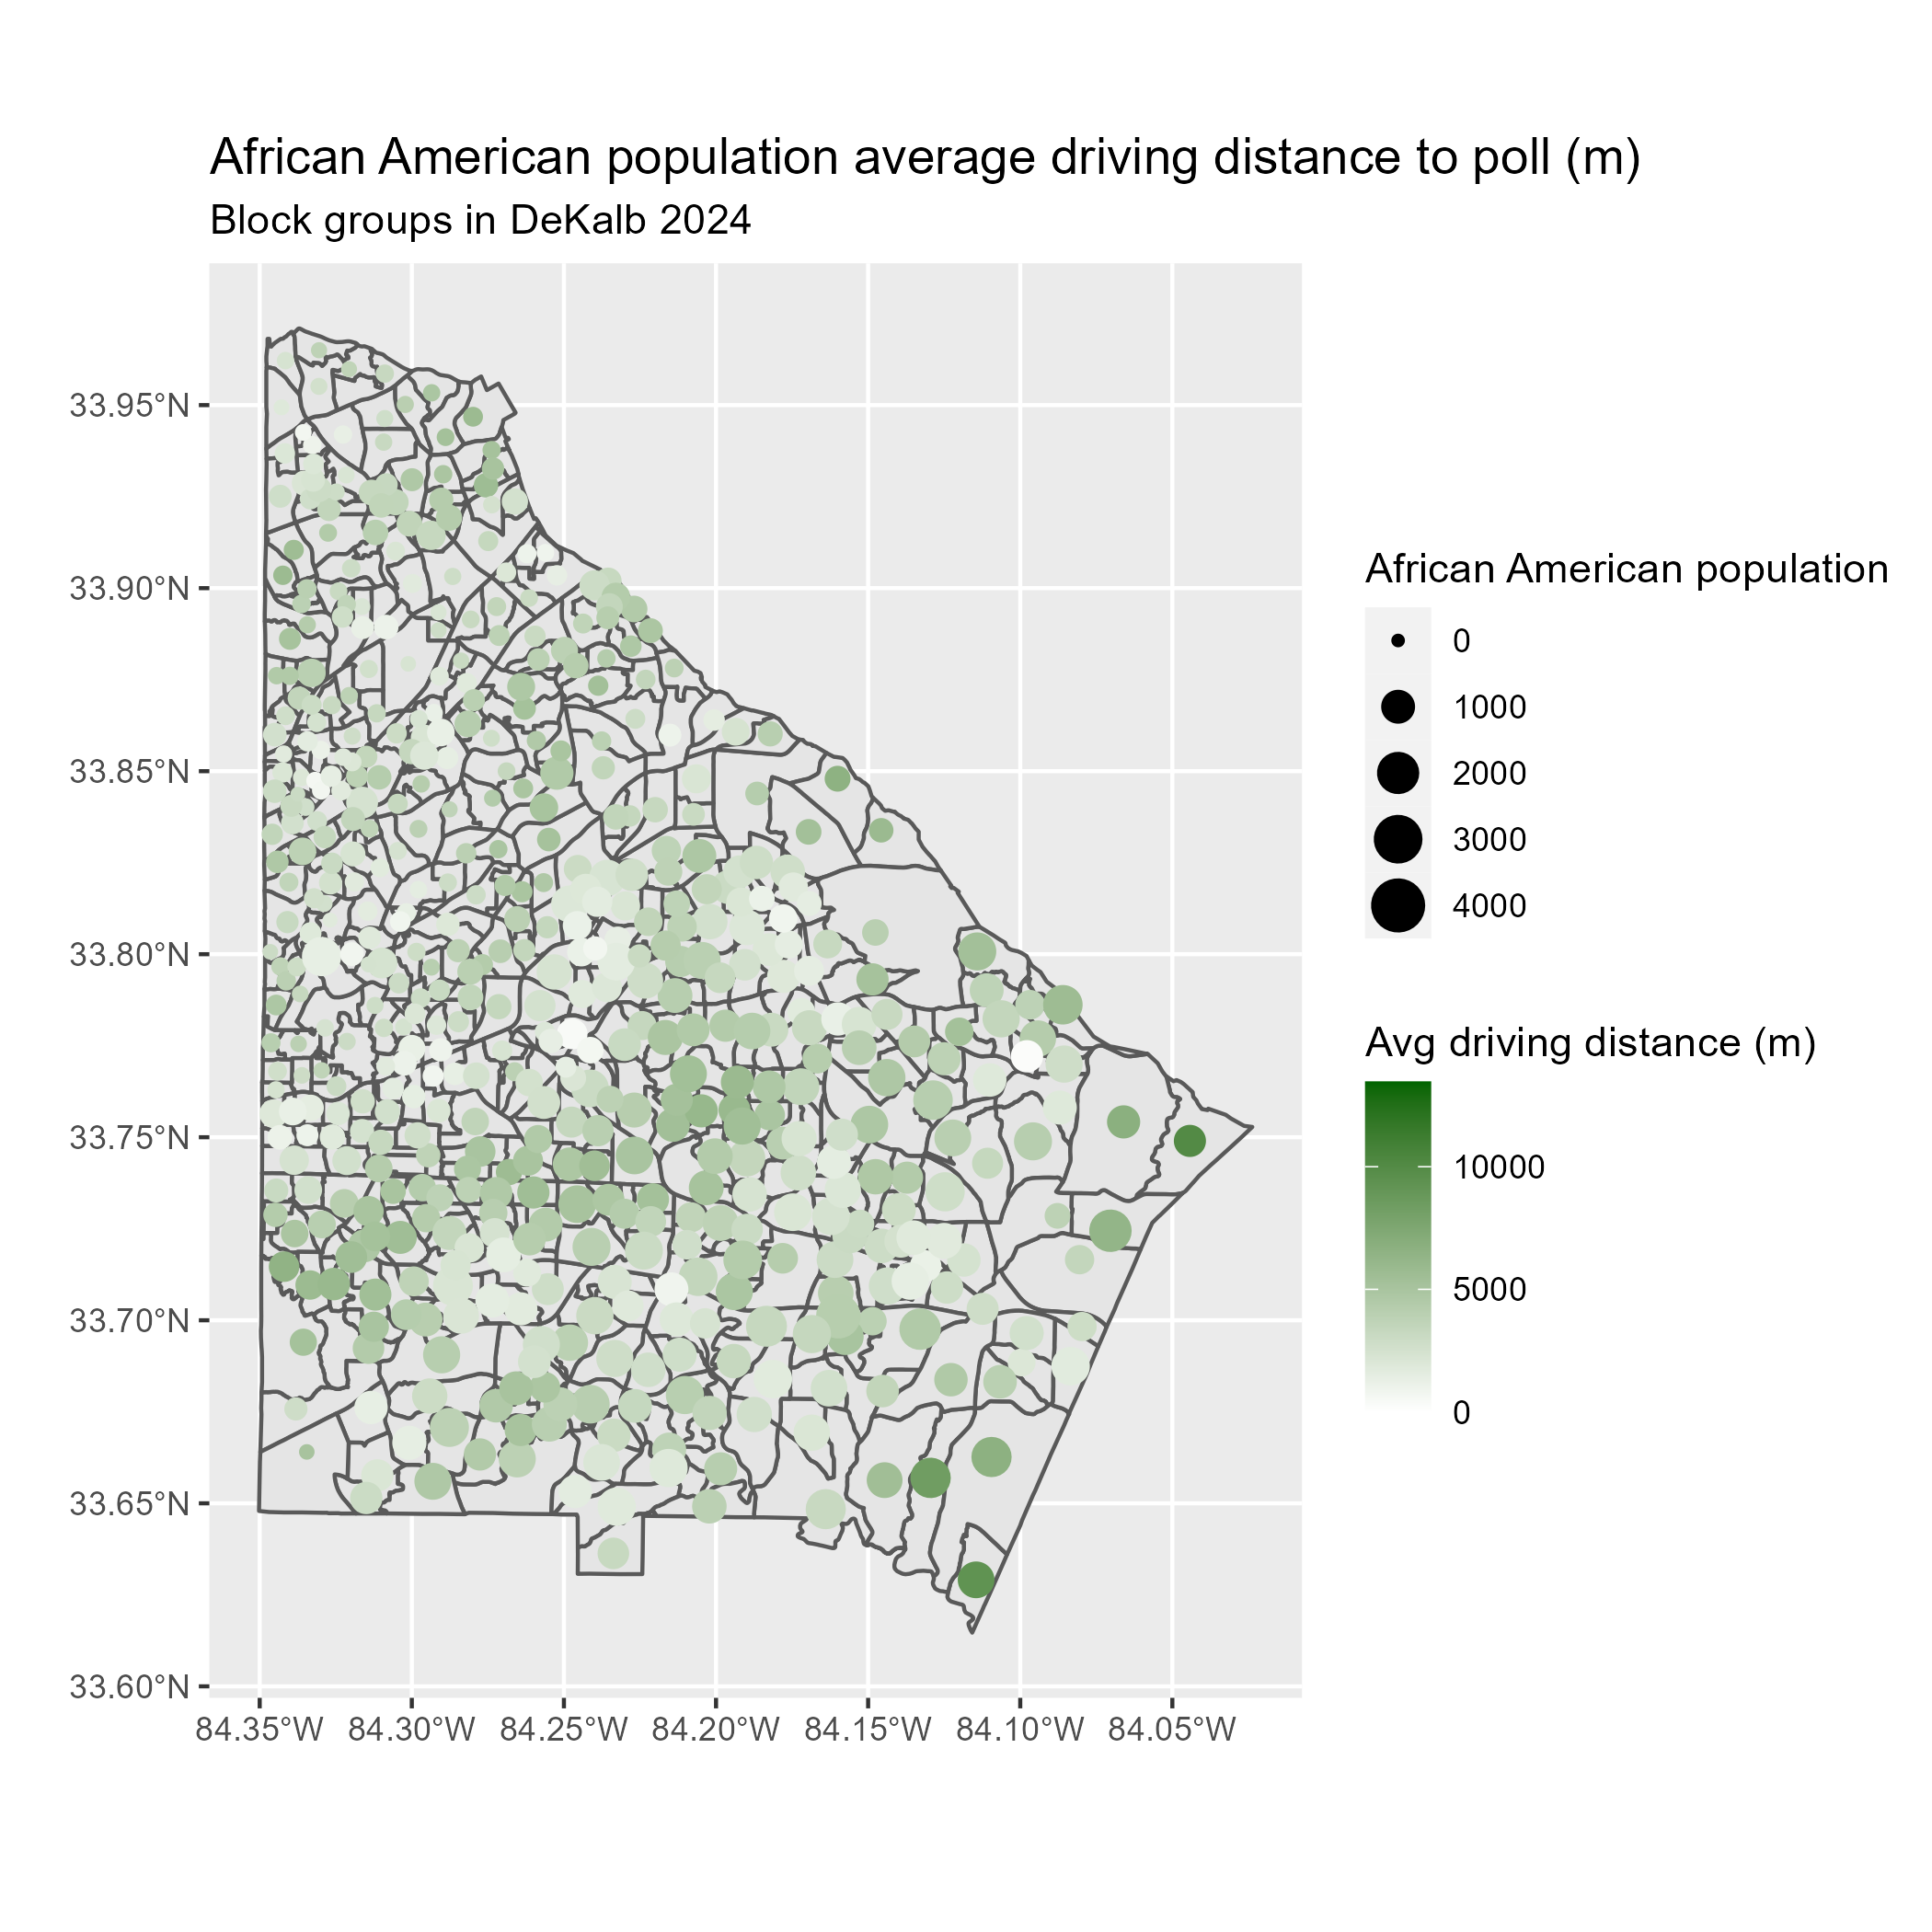 African American population average driving distance to poll (m)
Block groups in DeKalb 2024
33.95°N
33.90°N
33.85°N
33.80°N
33.75°N
33.70°N
33.65°N
33.60°N
84.35°W 84.30°W 84.25°W 84.20°W 84.15°W 84.10°W 84.05°W
African American population
0
1000
2000
3000
4000
Avg driving distance (m)
10000
5000
0